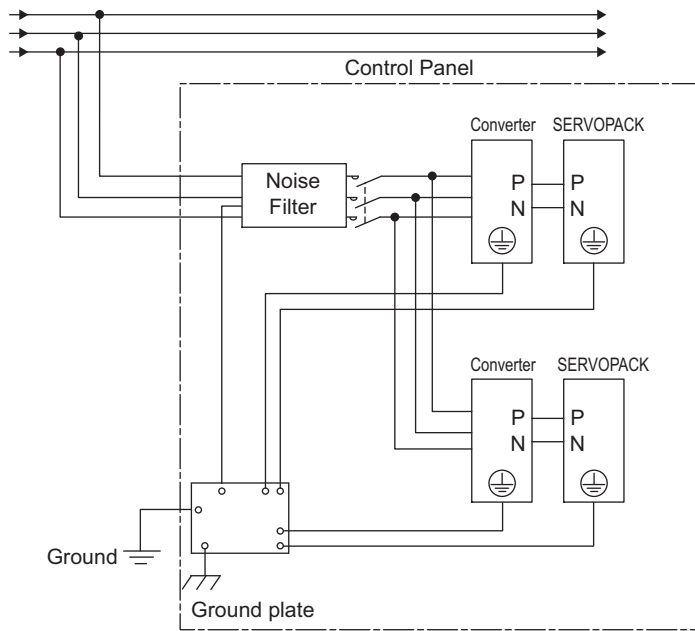 Control Panel
Converter SERVOPACK
Noise
Filter
P P
N N
Converter SERVOPACK
P P
N N
Ground
Ground plate